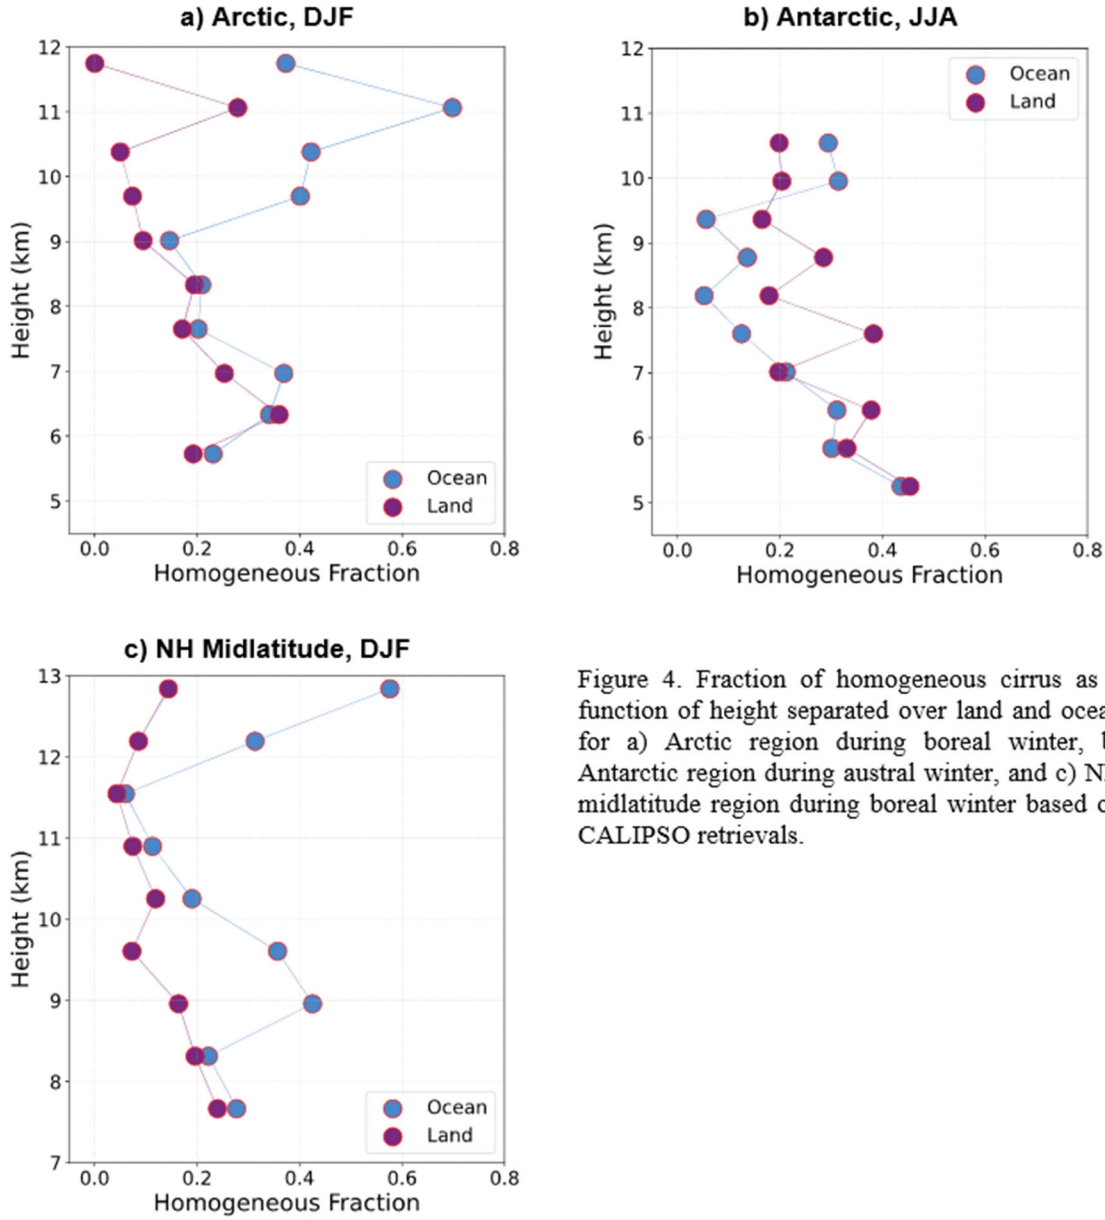 a) Arctic, DJF
12
11
10
9
8
7
6
5
Height (km)
Ocean
Land
0.0 0.2 0.4 0.6 0.8
Homogeneous Fraction
b) Antarctic, JJA
12
11
10
9
8
7
6
5
Height (km)
Ocean
Land
0.0 0.2 0.4 0.6 0.8
Homogeneous Fraction
c) NH Midlatitude, DJF
13
12
11
10
9
8
7
Height (km)
Ocean
Land
0.0 0.2 0.4 0.6 0.8
Homogeneous Fraction
Figure 4. Fraction of homogeneous cirrus as
function of height separated over land and ocea
for a) Arctic region during boreal winter, b
Antarctic region during austral winter, and c) N
midlatitude region during boreal winter based o
CALIPSO retrievals.